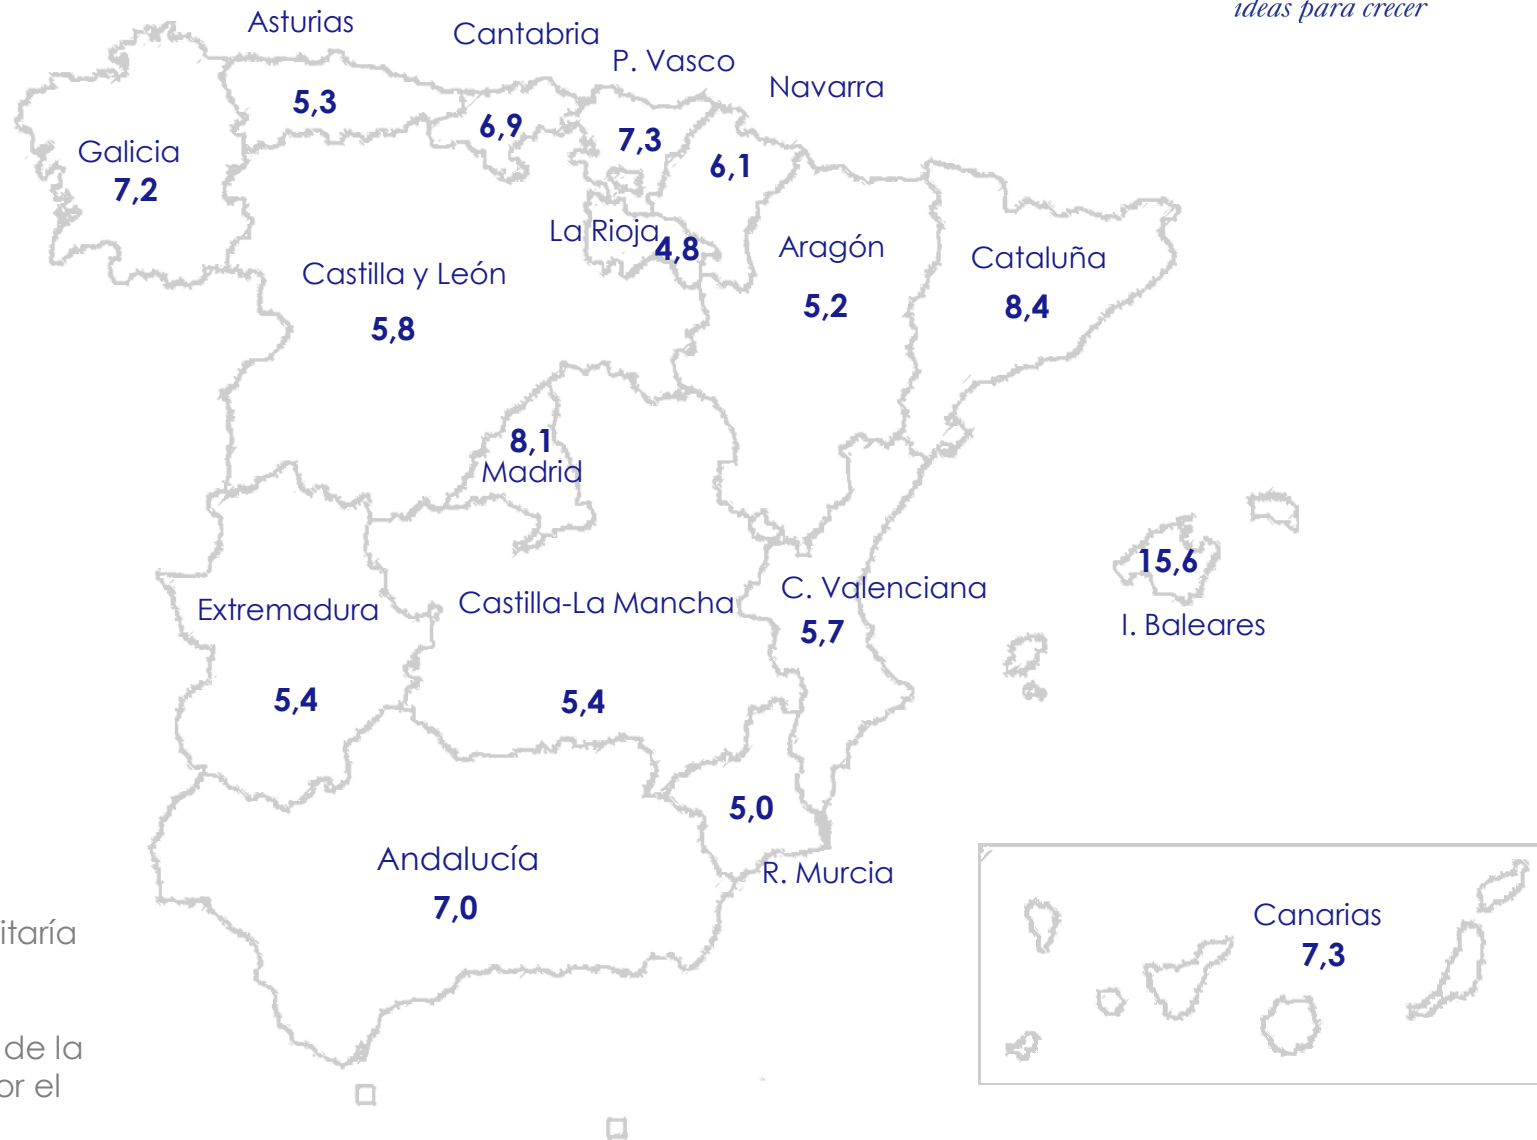 ideas para crecer
Asturias
5,3
Cantabria
6,9
P. Vasco
7,3
Navarra
6,1
Galicia
7,2
La Rioja
4,8
Aragón
5,2
Cataluña
8,4
Castilla y León
5,8
8,1
Madrid
15,6
I. Baleares
C. Valenciana
5,7
Extremadura
5,4
Castilla-La Mancha
5,4
5,0
R. Murcia
Andalucía
7,0
Canarias
7,3
itaría
de la
or el